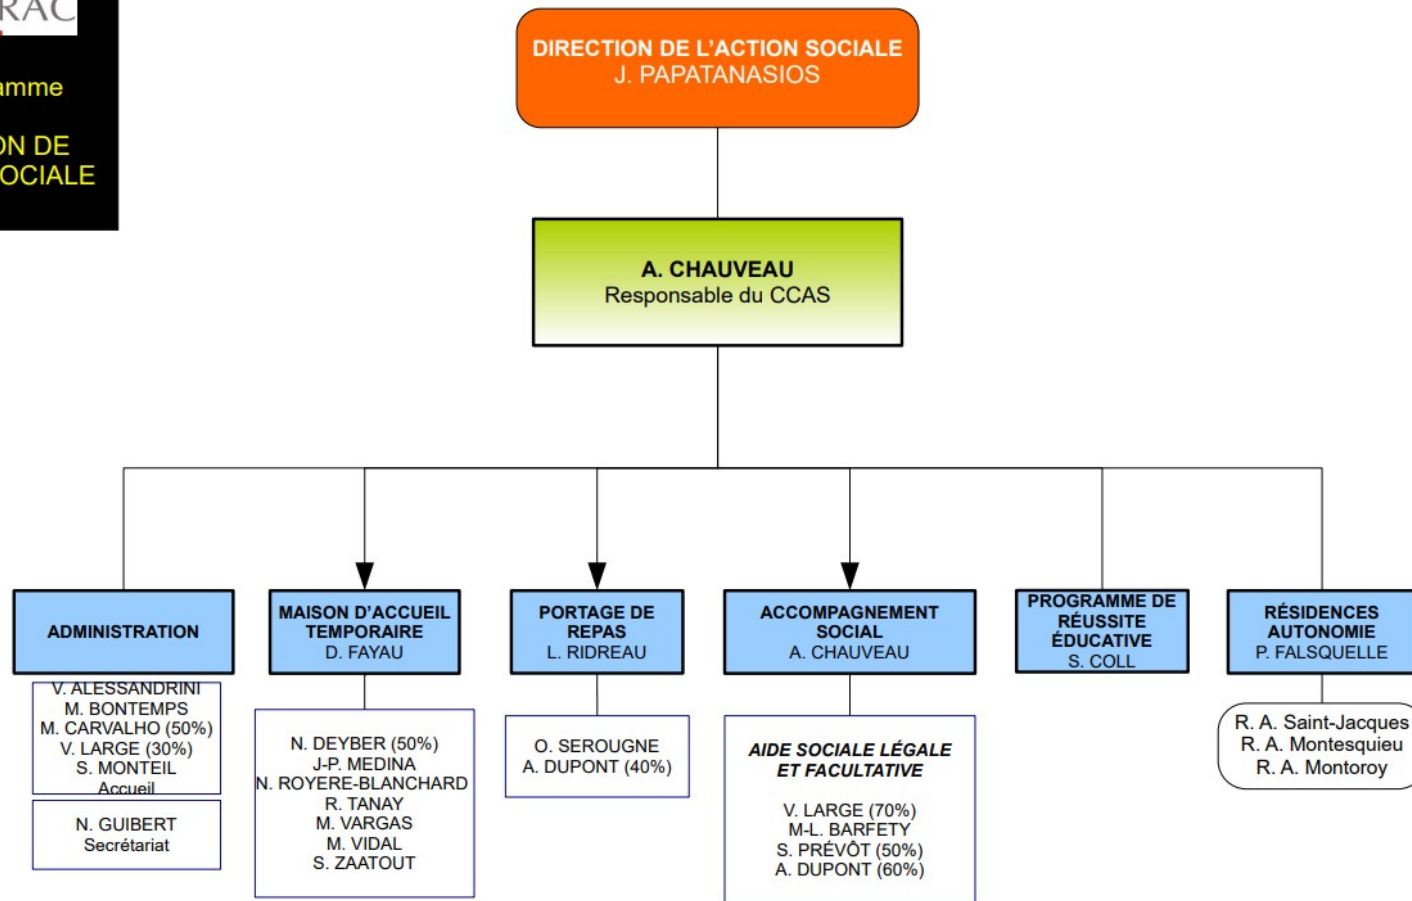 RAC
amme
ON DE
OCIALE
DIRECTION DE L’ACTION SOCIALE
J. PAPATANASIOS
A. CHAUVEAU
Responsable du CCAS
ADMINISTRATION
V. ALESSANDRINI
M. BONTEMPS
M. CARVALHO (50%)
V. LARGE (30%)
S. MONTEIL
Accueil
N. GUIBERT
Secrétariat
MAISON D’ACCUEIL
TEMPORAIRE
D. FAYAU
N. DEYBER (50%)
J-P. MEDINA
N. ROYERE-BLANCHARD
R. TANAY
M. VARGAS
M. VIDAL
S. ZAATOUT
PORTAGE DE
REPAS
L. RIDREAU
O. SEROUGNE
A. DUPONT (40%)
ACCOMPAGNEMENT
SOCIAL
A. CHAUVEAU
AIDE SOCIALE LÉGALE
ET FACULTATIVE
V. LARGE (70%)
M-L. BARFETY
S. PRÉVÔT (50%)
A. DUPONT (60%)
PROGRAMME DE
RÉUSSITE
ÉDUCATIVE
S. COLL
RÉSIDENCES
AUTONOMIE
P. FALSQUELLE
R. A. Saint-Jacques
R. A. Montesquieu
R. A. Montoroy